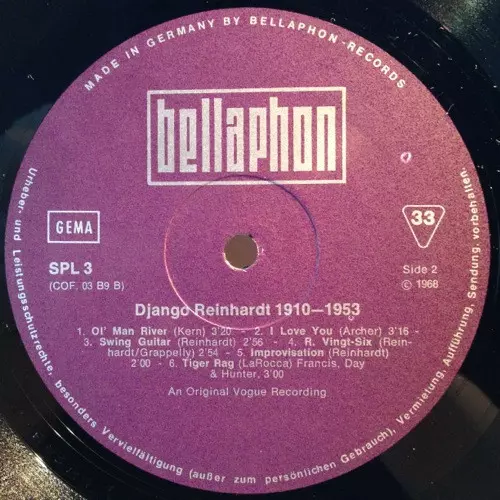 MADE IN GERMANY BY BELLAPHON-RECORDS
bellaphon
GEMA
33
SPL 3
(COF. 03 B9 B)
Side 2
℗ 1968
Django Reinhardt 1910—1953
1. Ol' Man River (Kern) 3'20 - 2. I Love You (Archer) 3'16 -
3. Swing Guitar (Reinhardt) 2'56 - 4. R. Vingt-Six (Rein-
hardt/Grappelly) 2'54 - 5. Improvisation (Reinhardt)
2'00 - 6. Tiger Rag (LaRocca) Francis, Day
& Hunter, 3'00
An Original Vogue Recording
Urheber- und Leistungsschutzrechte, besonders Vervielfältigung (außer zum persönlichen Gebrauch), Vermietung, Aufführung, Sendung, vorbehalten